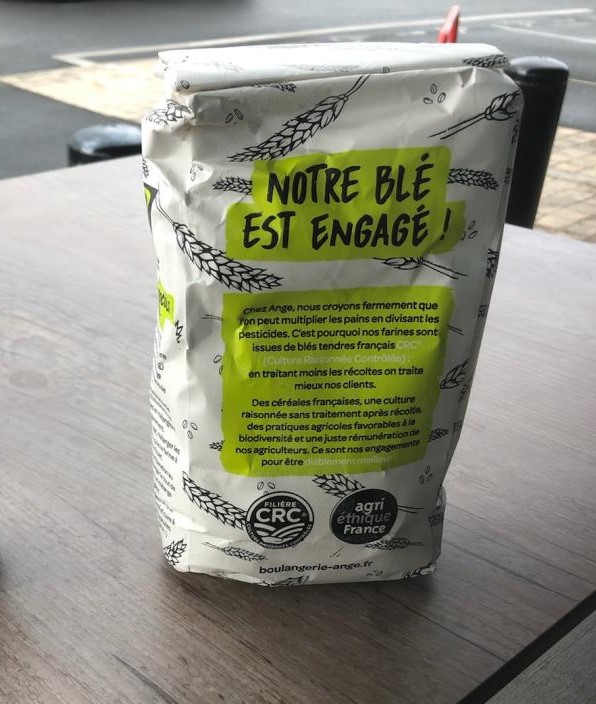 NOTRE BLÉ
EST ENGAGÉ !
Chez Ange, nous croyons fermement que
l'on peut multiplier les pains en divisant les
pesticides. C'est pourquoi nos farines sont
issues de blés tendres français CRC®
(Culture Raisonnée Contrôlée) :
en traitant moins les récoltes on traite
mieux nos clients.
Des céréales françaises, une culture
raisonnée sans traitement après récolte,
des pratiques agricoles favorables à la
biodiversité et une juste rémunération de
nos agriculteurs. Ce sont nos engagements
pour être diablement meilleur
FILIÈRE
CRC®
agri
éthique
France
boulangerie-ange.fr